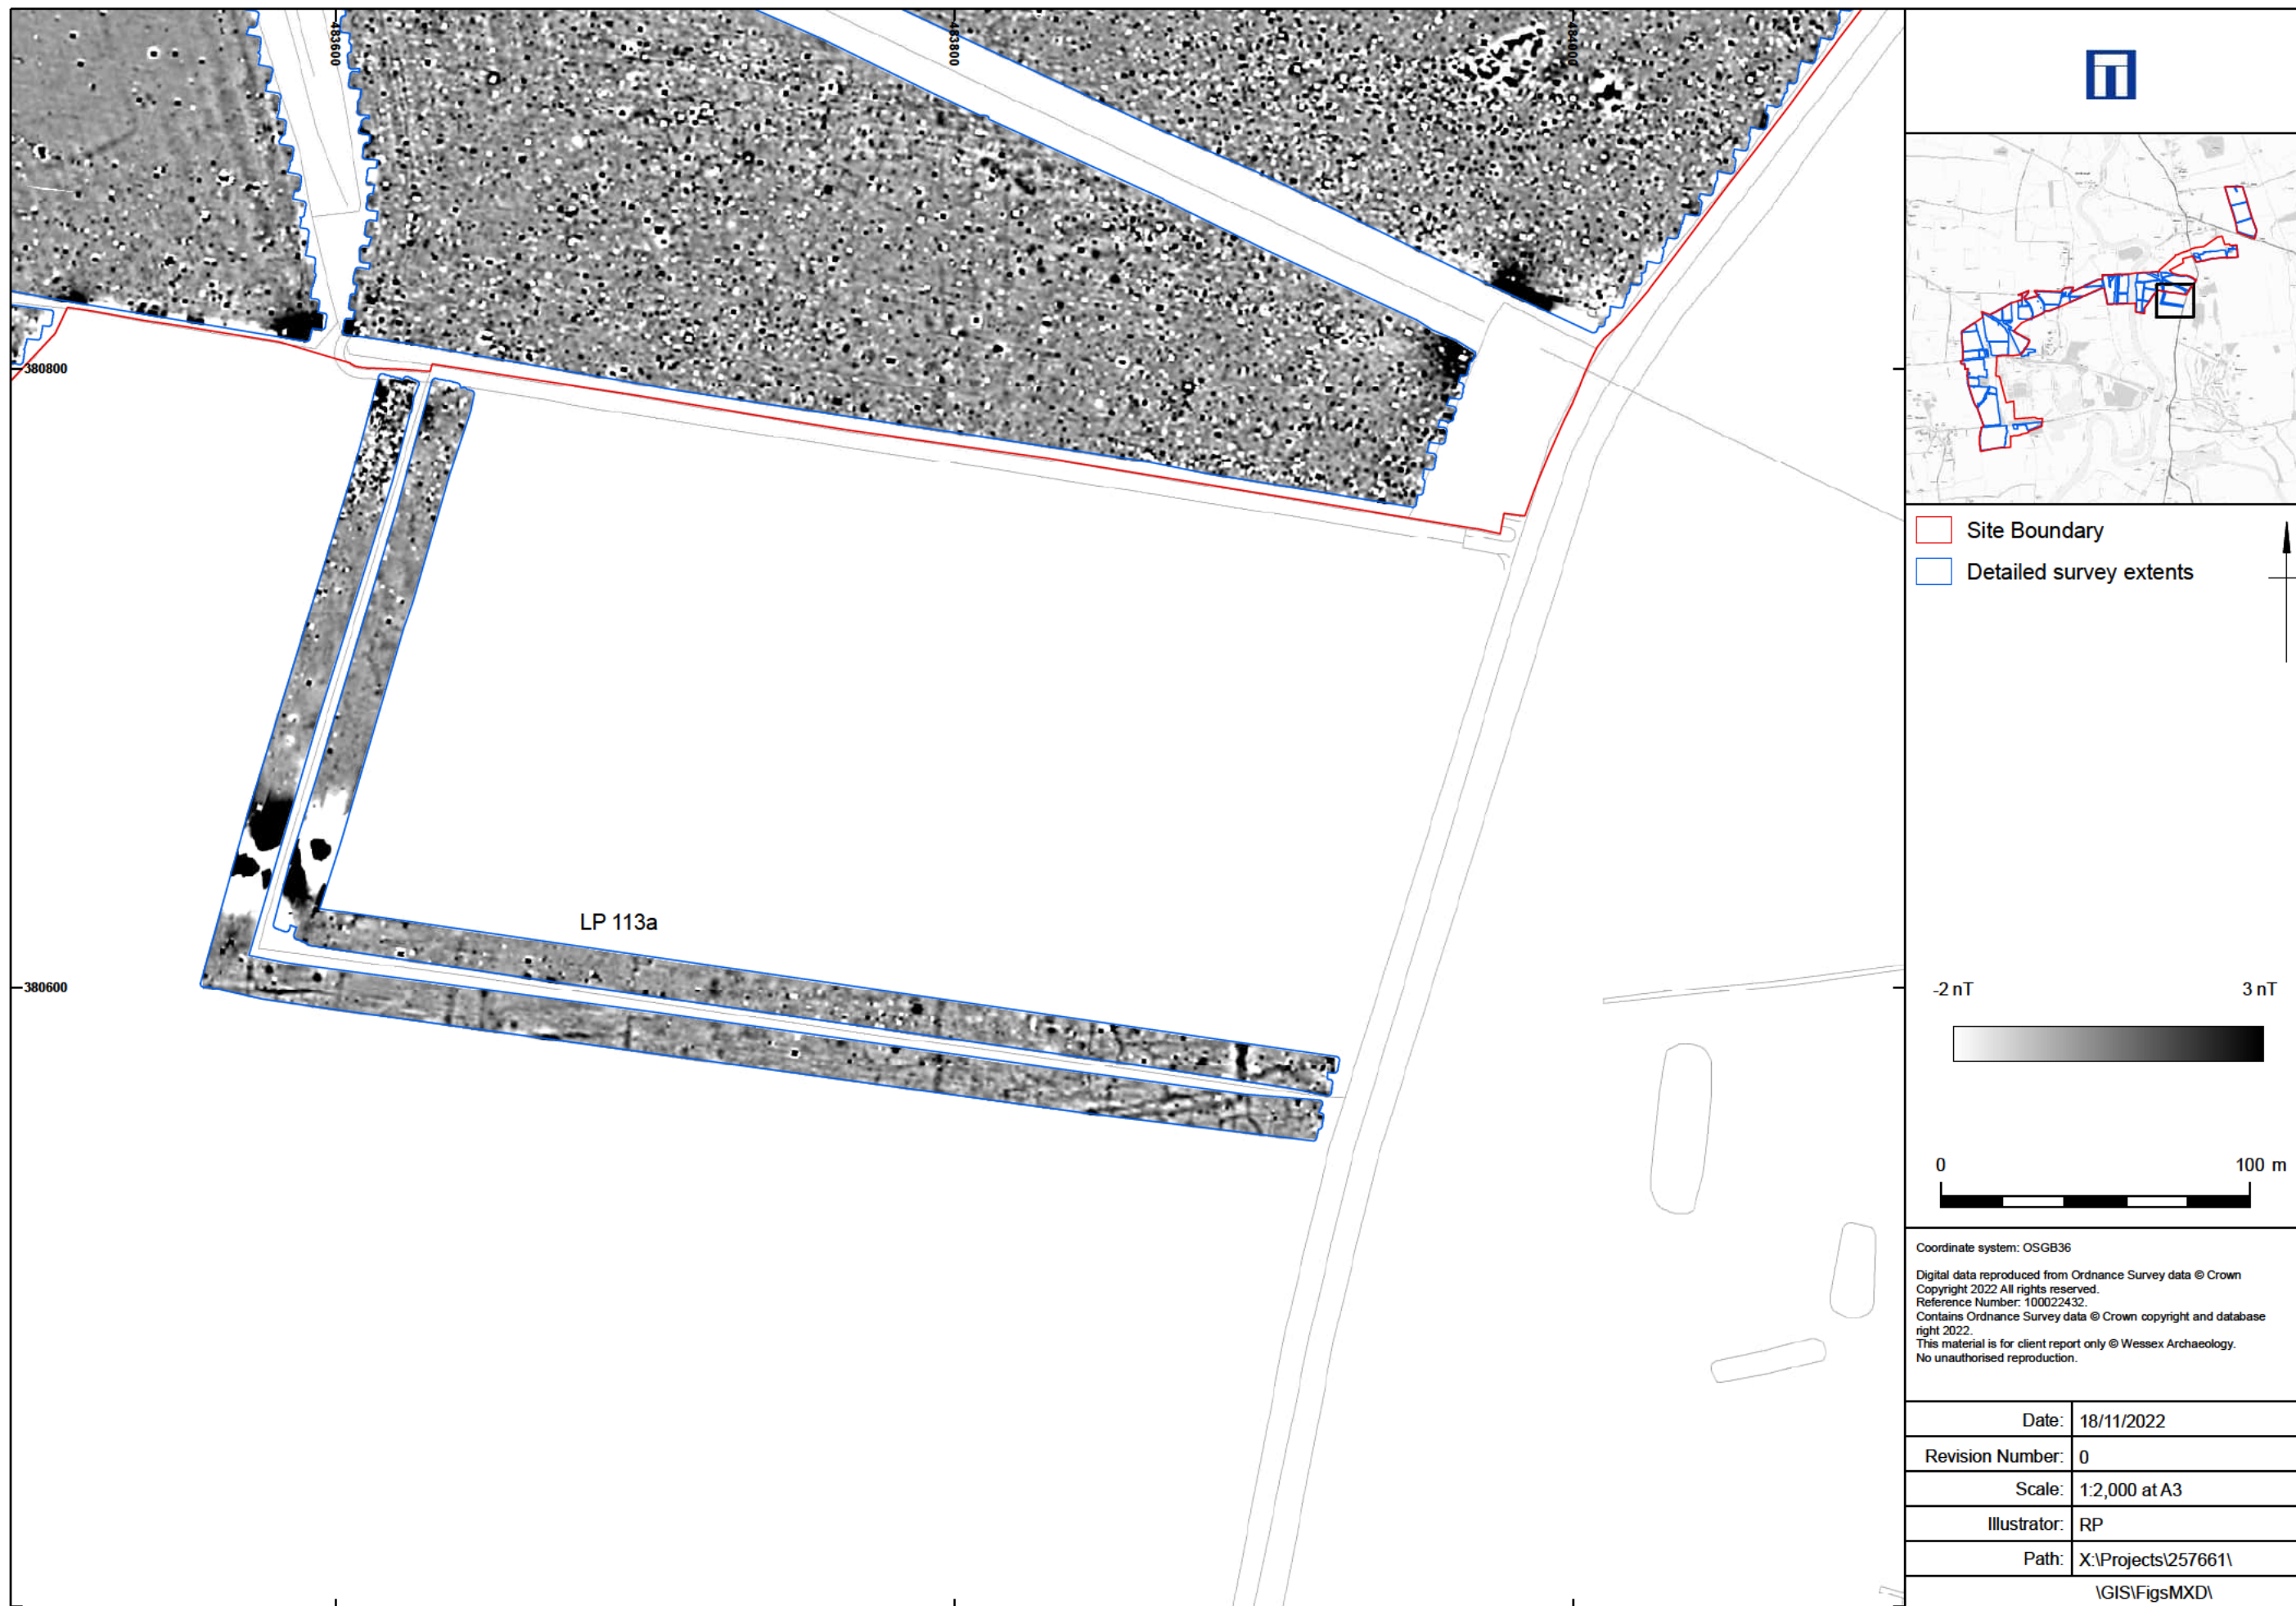 483600
483800
484000
380800
380600
LP 113a
Site Boundary
Detailed survey extents
-2 nT 3 nT
0 100 m
Coordinate system: OSGB36
Digital data reproduced from Ordnance Survey data © Crown
Copyright 2022 All rights reserved.
Reference Number: 100022432.
Contains Ordnance Survey data © Crown copyright and database
right 2022.
This material is for client report only © Wessex Archaeology.
No unauthorised reproduction.
Date: 18/11/2022
Revision Number: 0
Scale: 1:2,000 at A3
Illustrator: RP
Path: X:\Projects\257661\
\GIS\FigsMXD\